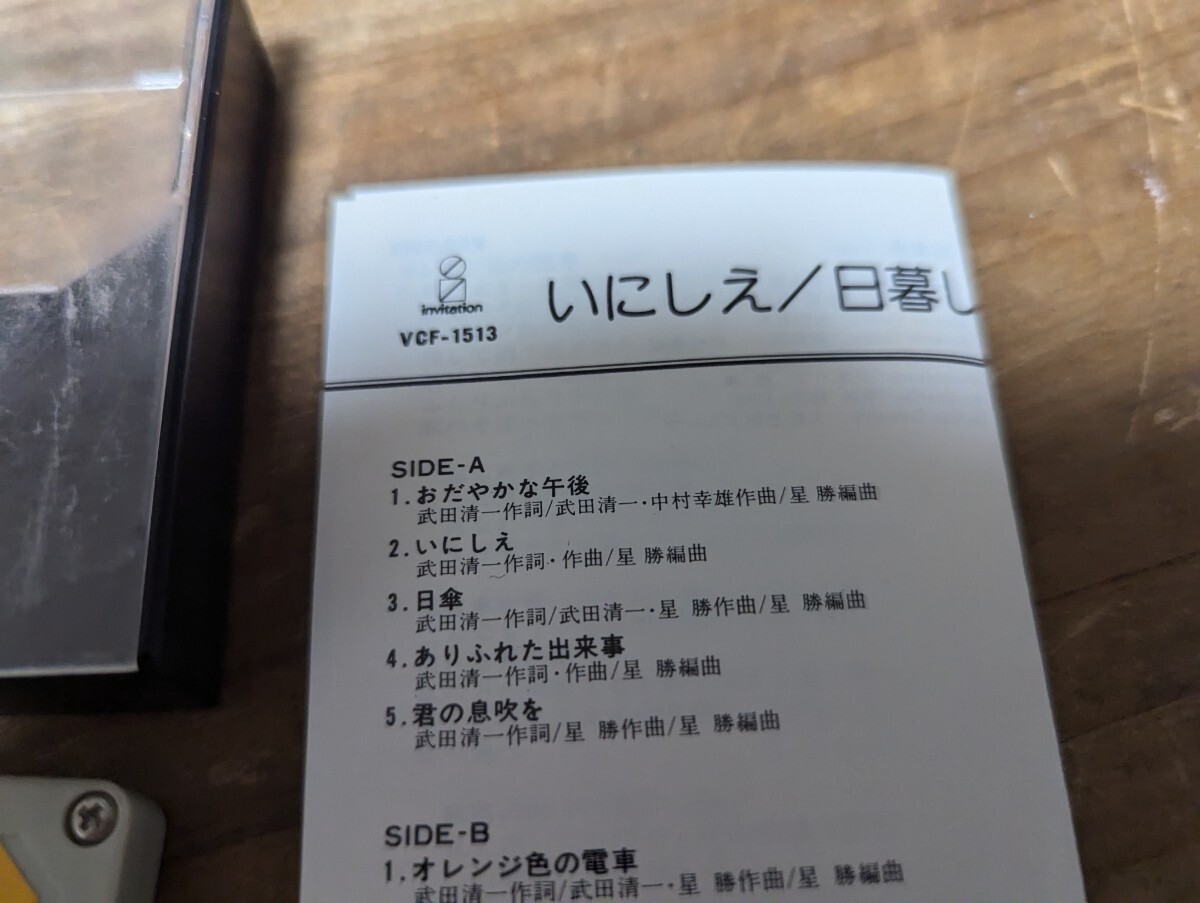 invitation
VCF-1513
いにしえ/日暮し
SIDE-A
1.おだやかな午後
武田清一作詞/武田清一・中村幸雄作曲/星 勝編曲
2.いにしえ
武田清一作詞・作曲/星 勝編曲
3.日傘
武田清一作詞/武田清一・星 勝作曲/星 勝編曲
4.ありふれた出来事
武田清一作詞・作曲/星 勝編曲
5.君の息吹を
武田清一作詞/星 勝作曲/星 勝編曲
SIDE-B
1.オレンジ色の電車
武田清一作詞/武田清一・星 勝作曲/星 勝編曲